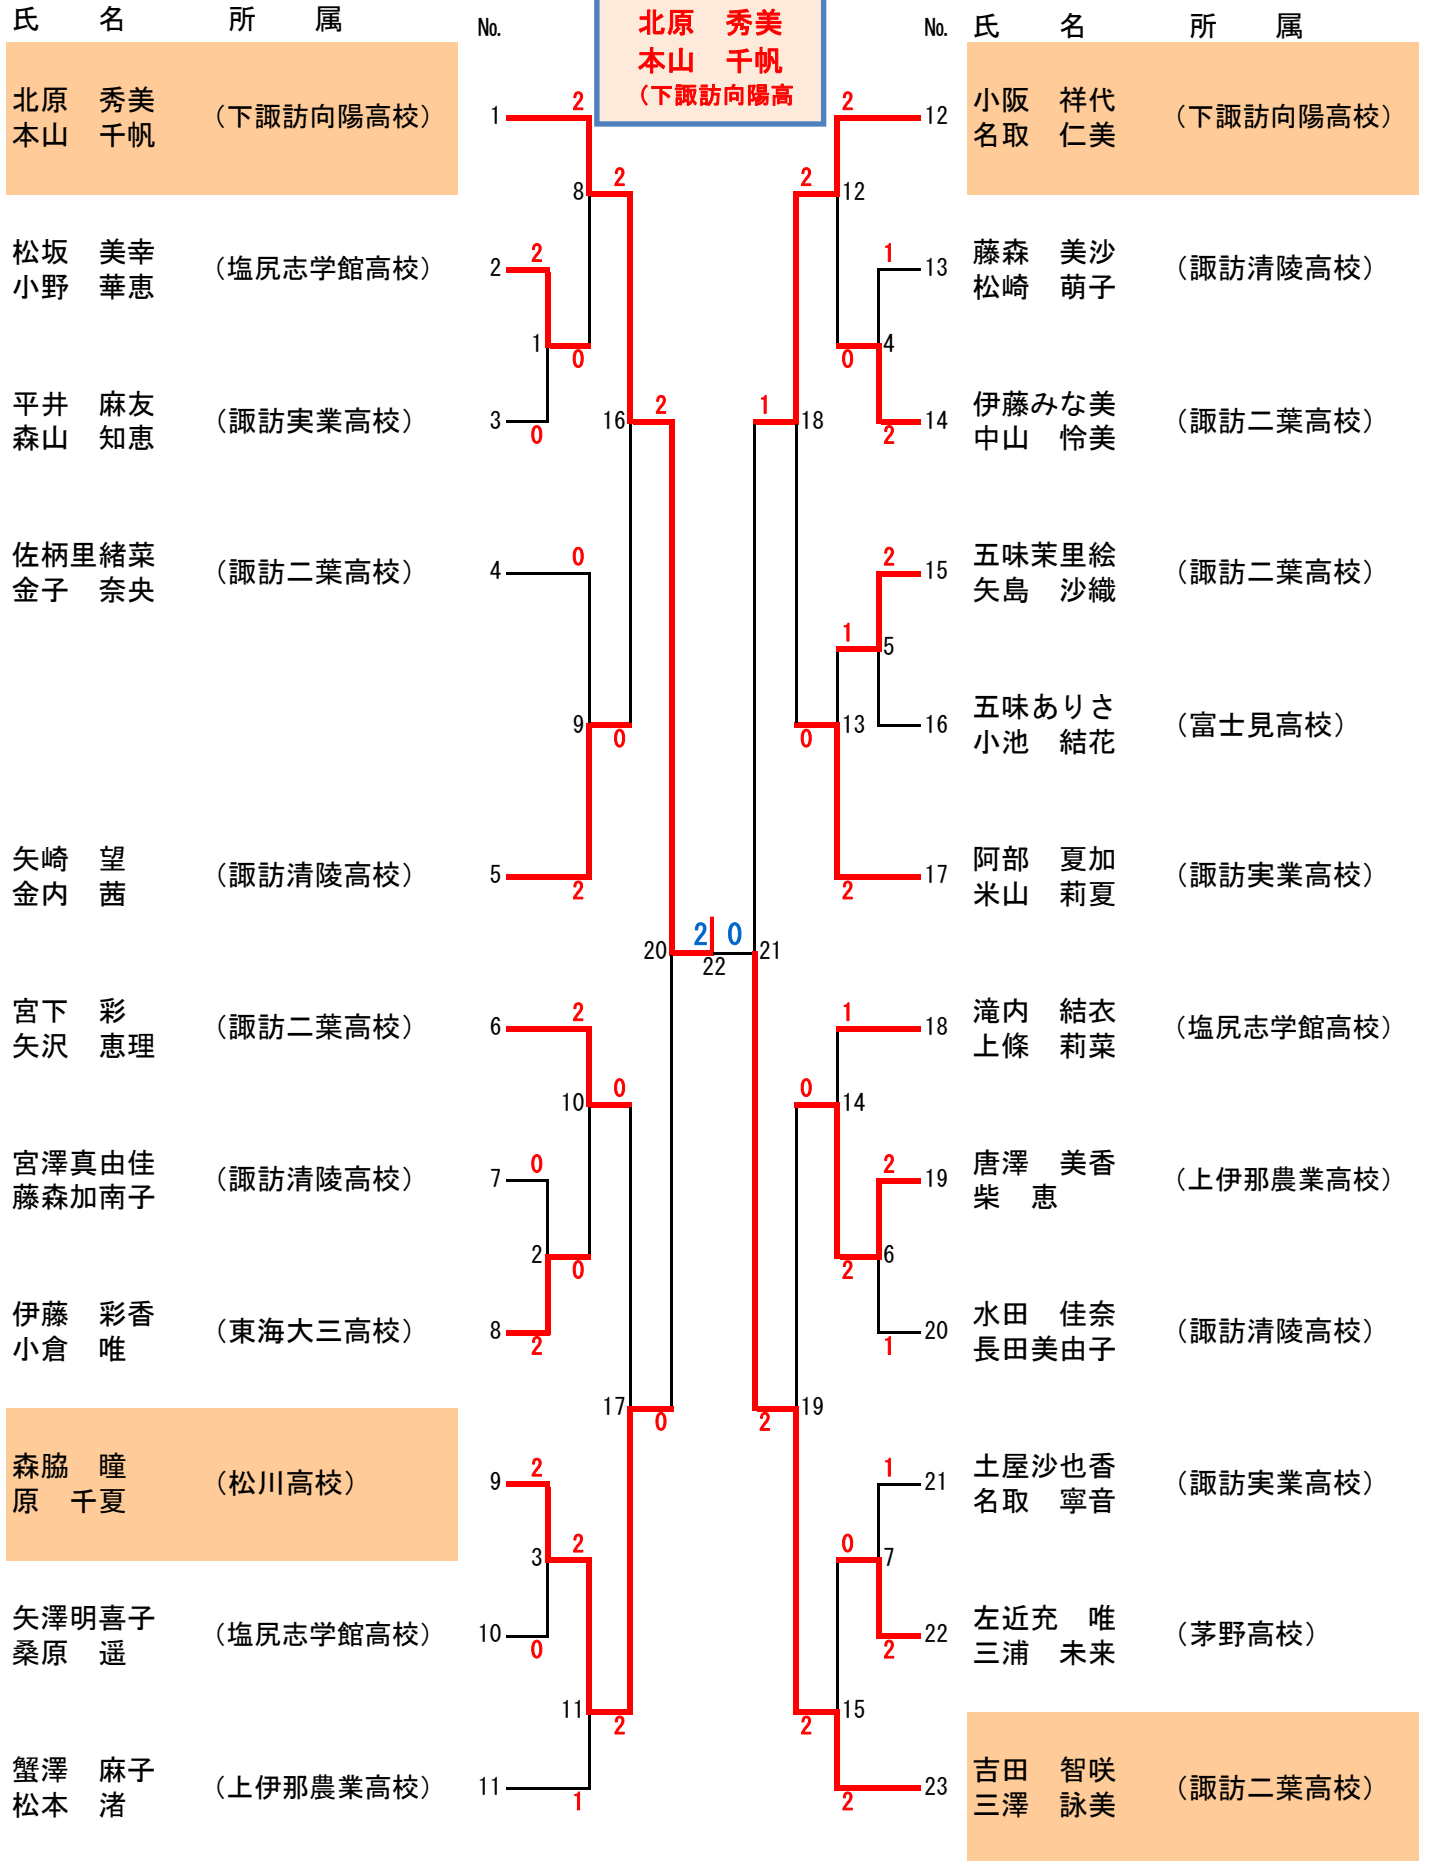 氏　名　所　属　№.
北原　秀美
本山　千帆
(下諏訪向陽高
№.　氏　名　所　属
北原　秀美
本山　千帆
(下諏訪向陽高校)
1
2
松坂　美幸
小野　華恵
(塩尻志学館高校)
2
2
平井　麻友
森山　知恵
(諏訪実業高校)
3
0
佐柄里緒菜
金子　奈央
(諏訪二葉高校)
4
0
矢崎　望
金内　茜
(諏訪清陵高校)
5
2
宮下　彩
矢沢　恵理
(諏訪二葉高校)
6
2
宮澤真由佳
藤森加南子
(諏訪清陵高校)
7
0
伊藤　彩香
小倉　唯
(東海大三高校)
8
2
森脇　瞳
原　千夏
(松川高校)
9
2
矢澤明喜子
桑原　遥
(塩尻志学館高校)
10
0
蟹澤　麻子
松本　渚
(上伊那農業高校)
11
1
8
2
1
0
16
2
9
0
10
0
2
0
17
0
3
2
11
2
20
2
0
22
21
12
2
18
1
4
0
5
1
13
0
14
0
6
2
19
2
7
0
15
2
2
12
小阪　祥代
名取　仁美
(下諏訪向陽高校)
1
13
藤森　美沙
松崎　萌子
(諏訪清陵高校)
2
14
伊藤みな美
中山　怜美
(諏訪二葉高校)
2
15
五味茉里絵
矢島　沙織
(諏訪二葉高校)
16
五味ありさ
小池　結花
(富士見高校)
2
17
阿部　夏加
米山　莉夏
(諏訪実業高校)
1
18
滝内　結衣
上條　莉菜
(塩尻志学館高校)
2
19
唐澤　美香
柴　恵
(上伊那農業高校)
1
20
水田　佳奈
長田美由子
(諏訪清陵高校)
1
21
土屋沙也香
名取　寧音
(諏訪実業高校)
2
22
左近充　唯
三浦　未来
(茅野高校)
2
23
吉田　智咲
三澤　詠美
(諏訪二葉高校)